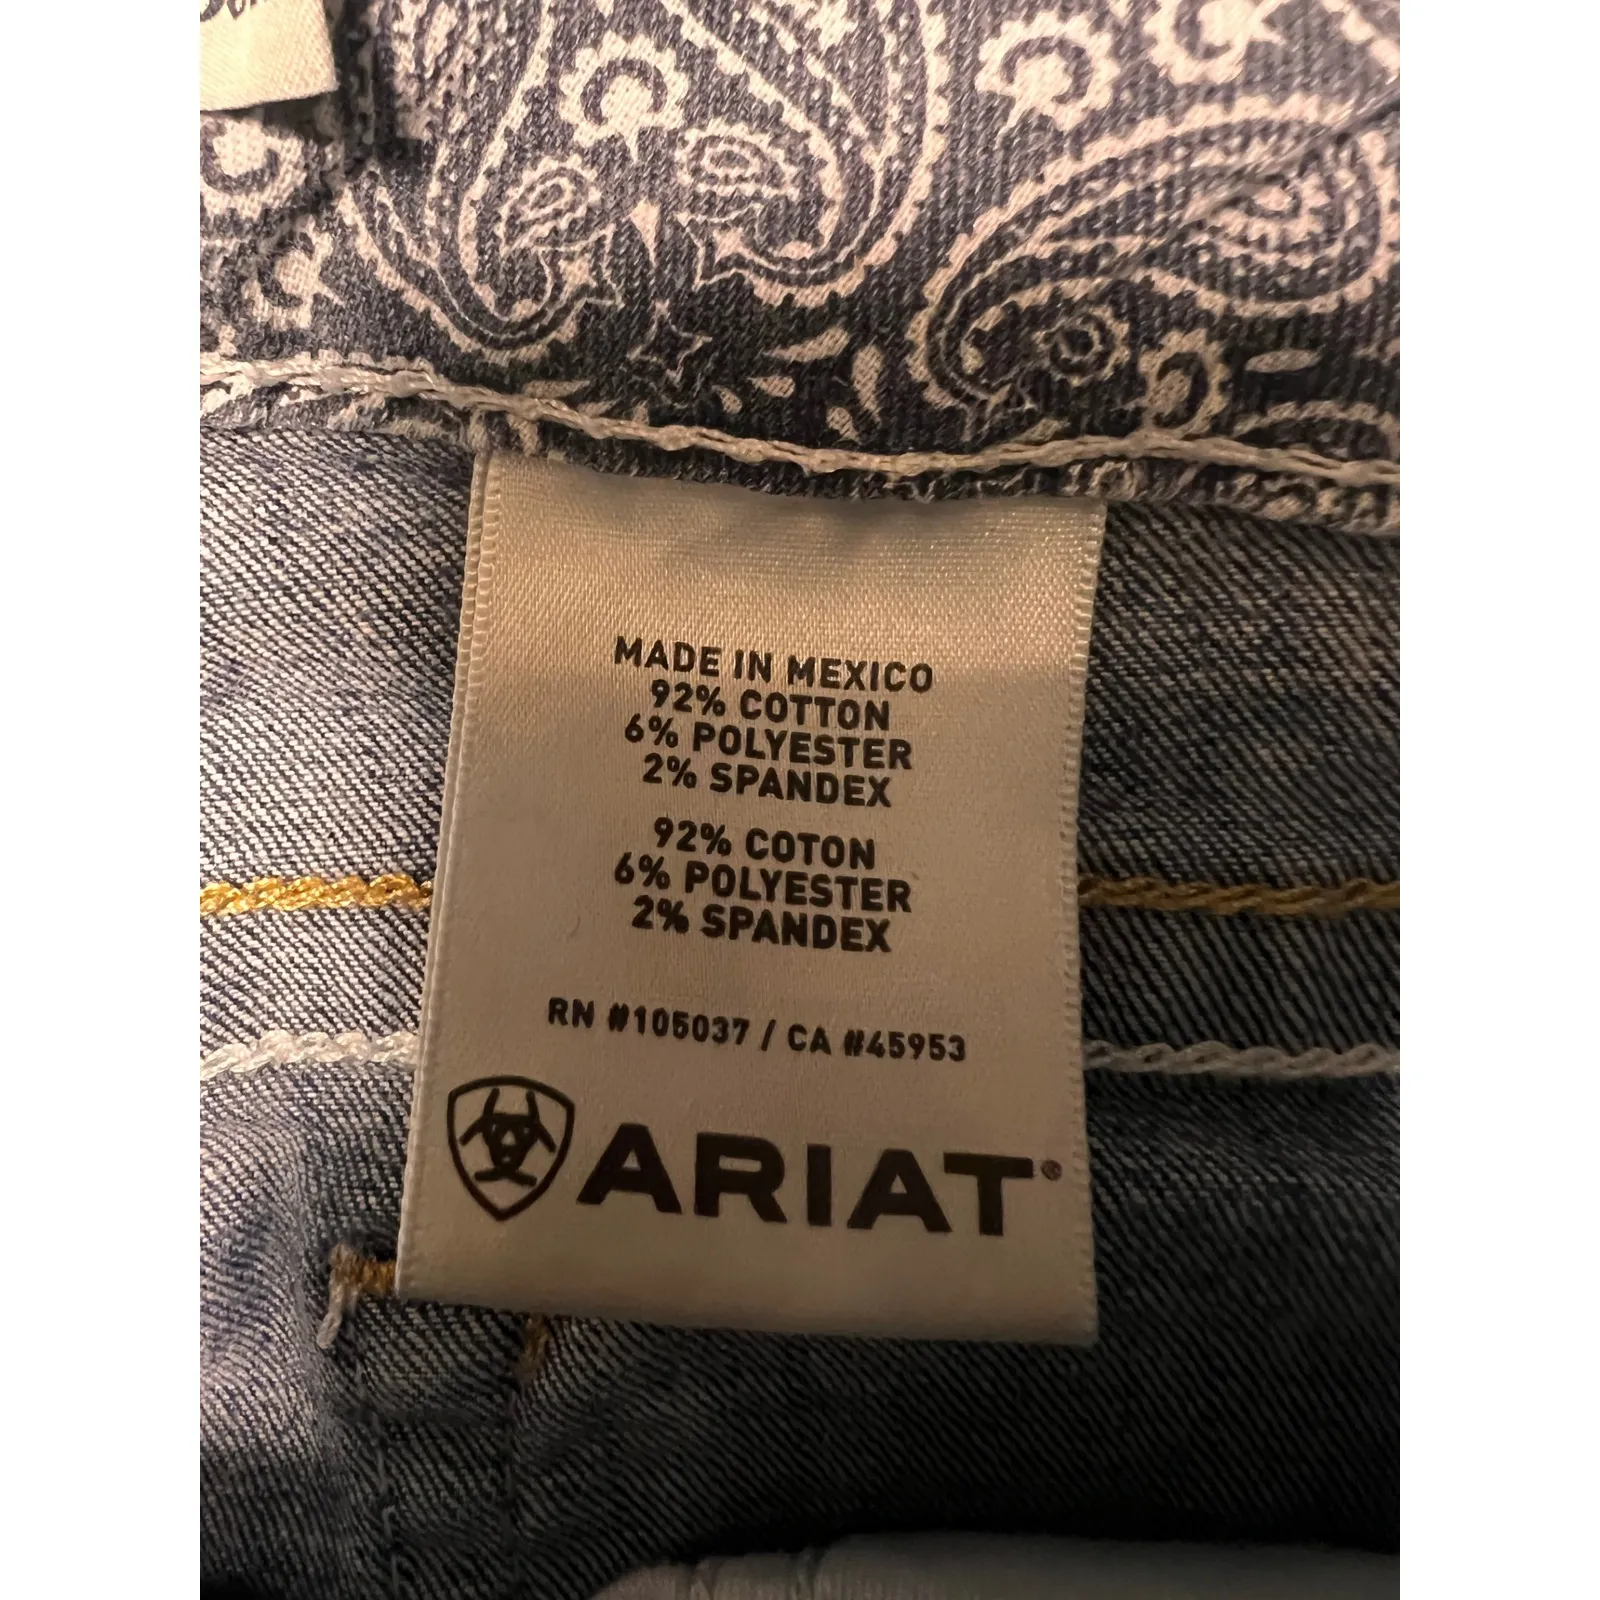 MADE IN MEXICO
92% COTTON
6% POLYESTER
2% SPANDEX
92% COTON
6% POLYESTER
2% SPANDEX
RN #105037 / CA #45953
ARIAT®